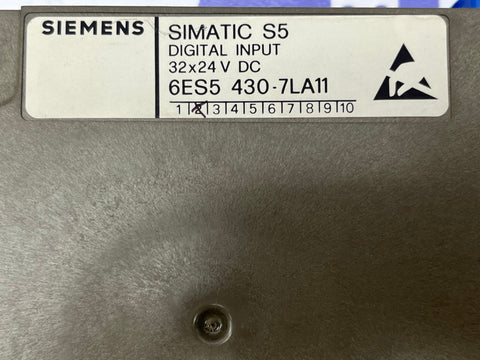 SIEMENS
SIMATIC S5
DIGITAL INPUT
32x24 V DC
6ES5 430-7LA11
1|2|3|4|5|6|7|8|9|10